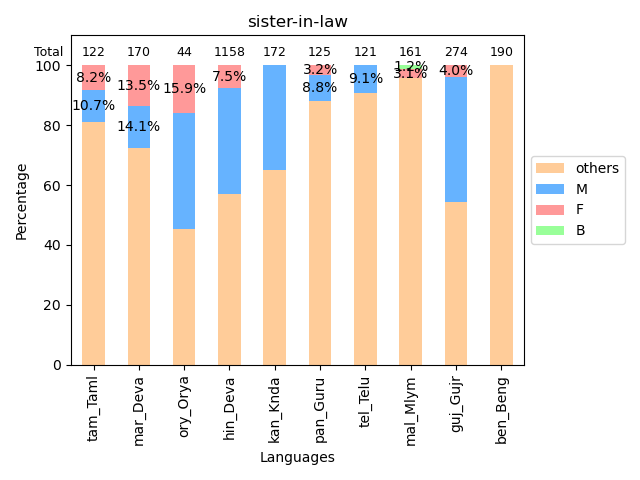 sister-in-law
Total 122 170 44 1158 172 125 121 161 274 190
100
80
60
40
20
0
Percentage
8.2%
10.7%
13.5%
14.1%
15.9%
7.5%
3.2%
8.8%
9.1%
1.2%
3.1%
4.0%
others
M
F
B
tam_Taml
mar_Deva
ory_Orya
hin_Deva
kan_Knda
pan_Guru
tel_Telu
mal_Mlym
guj_Gujr
ben_Beng
Languages